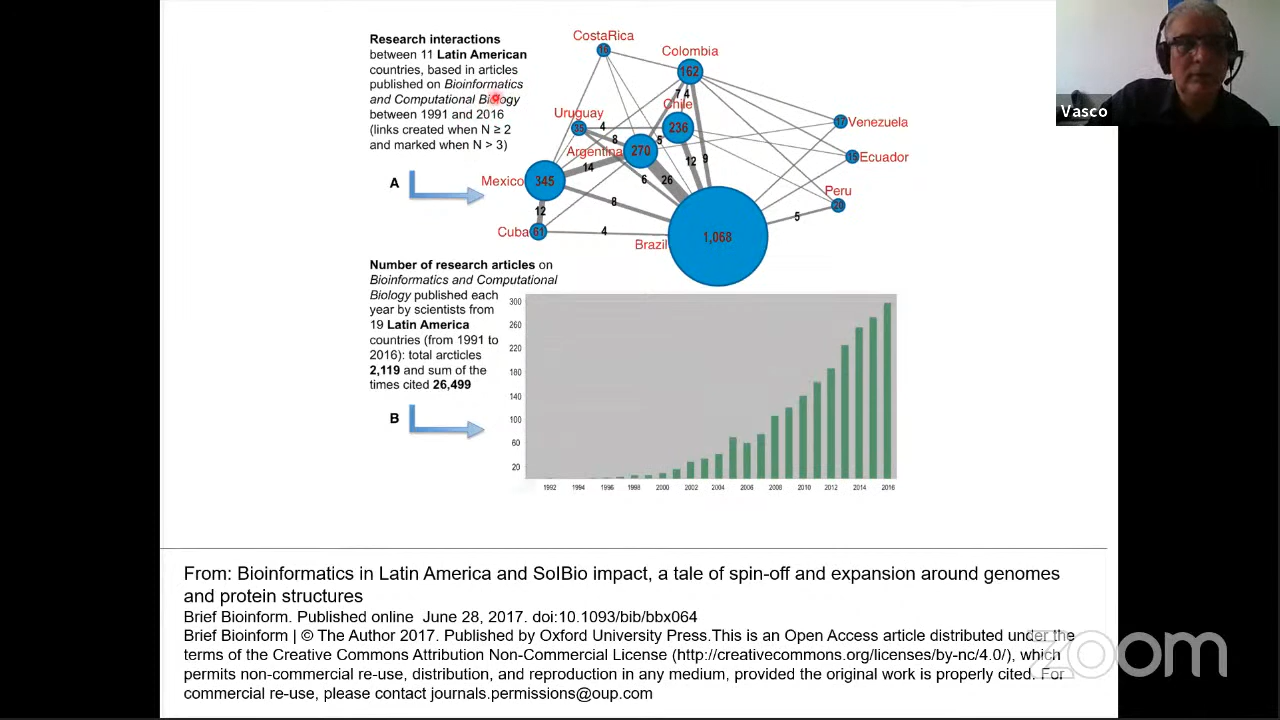 Research interactions
between 11 Latin American
countries, based in articles
published on Bioinformatics
and Computational Biology
between 1991 and 2016
(links created when N ≥ 2
and marked when N > 3)
A
CostaRica
16
Colombia
162
7 4
Chile
236
Uruguay
35
4
8
5
Argentina
270
Venezuela
17
Ecuador
15
Peru
20
Mexico
345
14
12 9
6 26
8
5
12
Cuba
61
4
Brazil
1,068
Number of research articles on
Bioinformatics and Computational
Biology published each
year by scientists from
19 Latin America
countries (from 1991 to
2016): total arcticles
2,119 and sum of the
times cited 26,499
B
300
260
220
180
140
100
60
20
1992 1994 1996 1998 2000 2002 2004 2006 2008 2010 2012 2014 2016
From: Bioinformatics in Latin America and SoIBio impact, a tale of spin-off and expansion around genomes
and protein structures
Brief Bioinform. Published online June 28, 2017. doi:10.1093/bib/bbx064
Brief Bioinform | © The Author 2017. Published by Oxford University Press.This is an Open Access article distributed under the
terms of the Creative Commons Attribution Non-Commercial License (http://creativecommons.org/licenses/by-nc/4.0/), which
permits non-commercial re-use, distribution, and reproduction in any medium, provided the original work is properly cited. For
commercial re-use, please contact journals.permissions@oup.com
Vasco
zoom